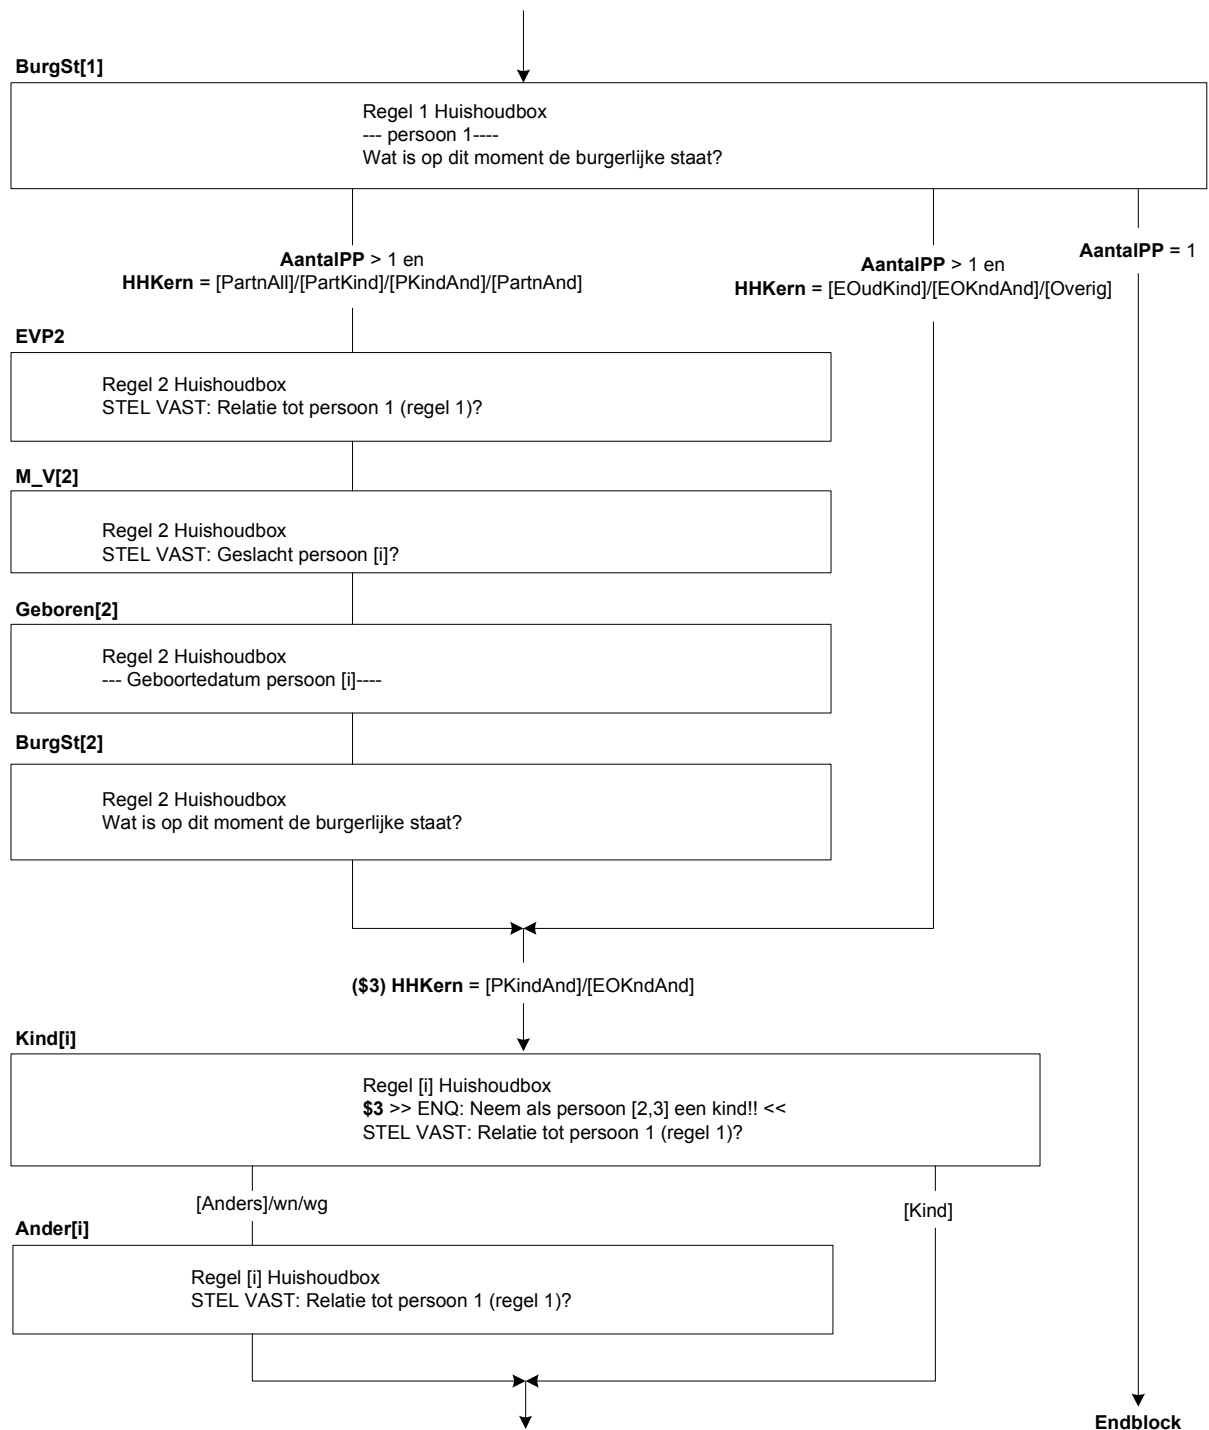 BurgSt[1]
Regel 1 Huishoudbox
--- persoon 1----
Wat is op dit moment de burgerlijke staat?
AantalPP > 1 en
HHKern = [PartnAll]/[PartKind]/[PKindAnd]/[PartnAnd]
AantalPP > 1 en
HHKern = [EOudKind]/[EOKndAnd]/[Overig]
AantalPP = 1
EVP2
Regel 2 Huishoudbox
STEL VAST: Relatie tot persoon 1 (regel 1)?
M_V[2]
Regel 2 Huishoudbox
STEL VAST: Geslacht persoon [i]?
Geboren[2]
Regel 2 Huishoudbox
--- Geboortedatum persoon [i]----
BurgSt[2]
Regel 2 Huishoudbox
Wat is op dit moment de burgerlijke staat?
($3) HHKern = [PKindAnd]/[EOKndAnd]
Kind[i]
Regel [i] Huishoudbox
$3 >> ENQ: Neem als persoon [2,3] een kind!! <<
STEL VAST: Relatie tot persoon 1 (regel 1)?
[Anders]/wn/wg
[Kind]
Ander[i]
Regel [i] Huishoudbox
STEL VAST: Relatie tot persoon 1 (regel 1)?
Endblock